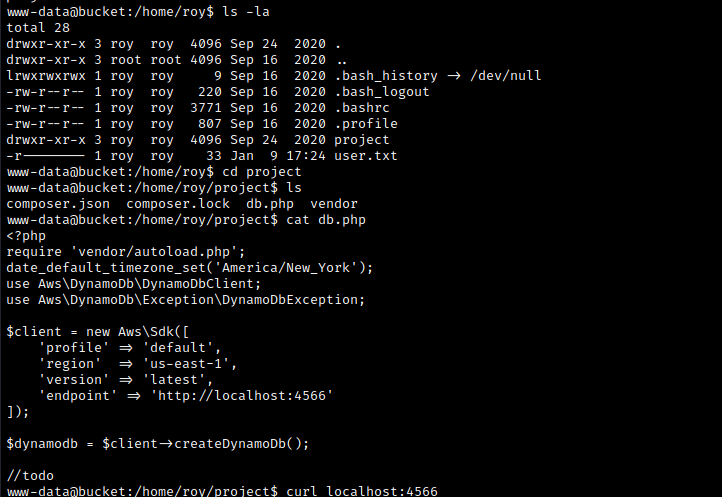 www-data@bucket:/home/roy$ ls -la
total 28
drwxr-xr-x 3 roy  roy  4096 Sep 24  2020 .
drwxr-xr-x 3 root root 4096 Sep 16  2020 ..
lrwxrwxrwx 1 roy  roy     9 Sep 16  2020 .bash_history -> /dev/null
-rw-r--r-- 1 roy  roy   220 Sep 16  2020 .bash_logout
-rw-r--r-- 1 roy  roy  3771 Sep 16  2020 .bashrc
-rw-r--r-- 1 roy  roy   807 Sep 16  2020 .profile
drwxr-xr-x 3 roy  roy  4096 Sep 24  2020 project
-r-------- 1 roy  roy    33 Jan  9 17:24 user.txt
www-data@bucket:/home/roy$ cd project
www-data@bucket:/home/roy/project$ ls
composer.json  composer.lock  db.php  vendor
www-data@bucket:/home/roy/project$ cat db.php
<?php
require 'vendor/autoload.php';
date_default_timezone_set('America/New_York');
use Aws\DynamoDb\DynamoDbClient;
use Aws\DynamoDb\Exception\DynamoDbException;

$client = new Aws\Sdk([
    'profile' => 'default',
    'region'  => 'us-east-1',
    'version' => 'latest',
    'endpoint' => 'http://localhost:4566'
]);

$dynamodb = $client->createDynamoDb();

//todo
www-data@bucket:/home/roy/project$ curl localhost:4566